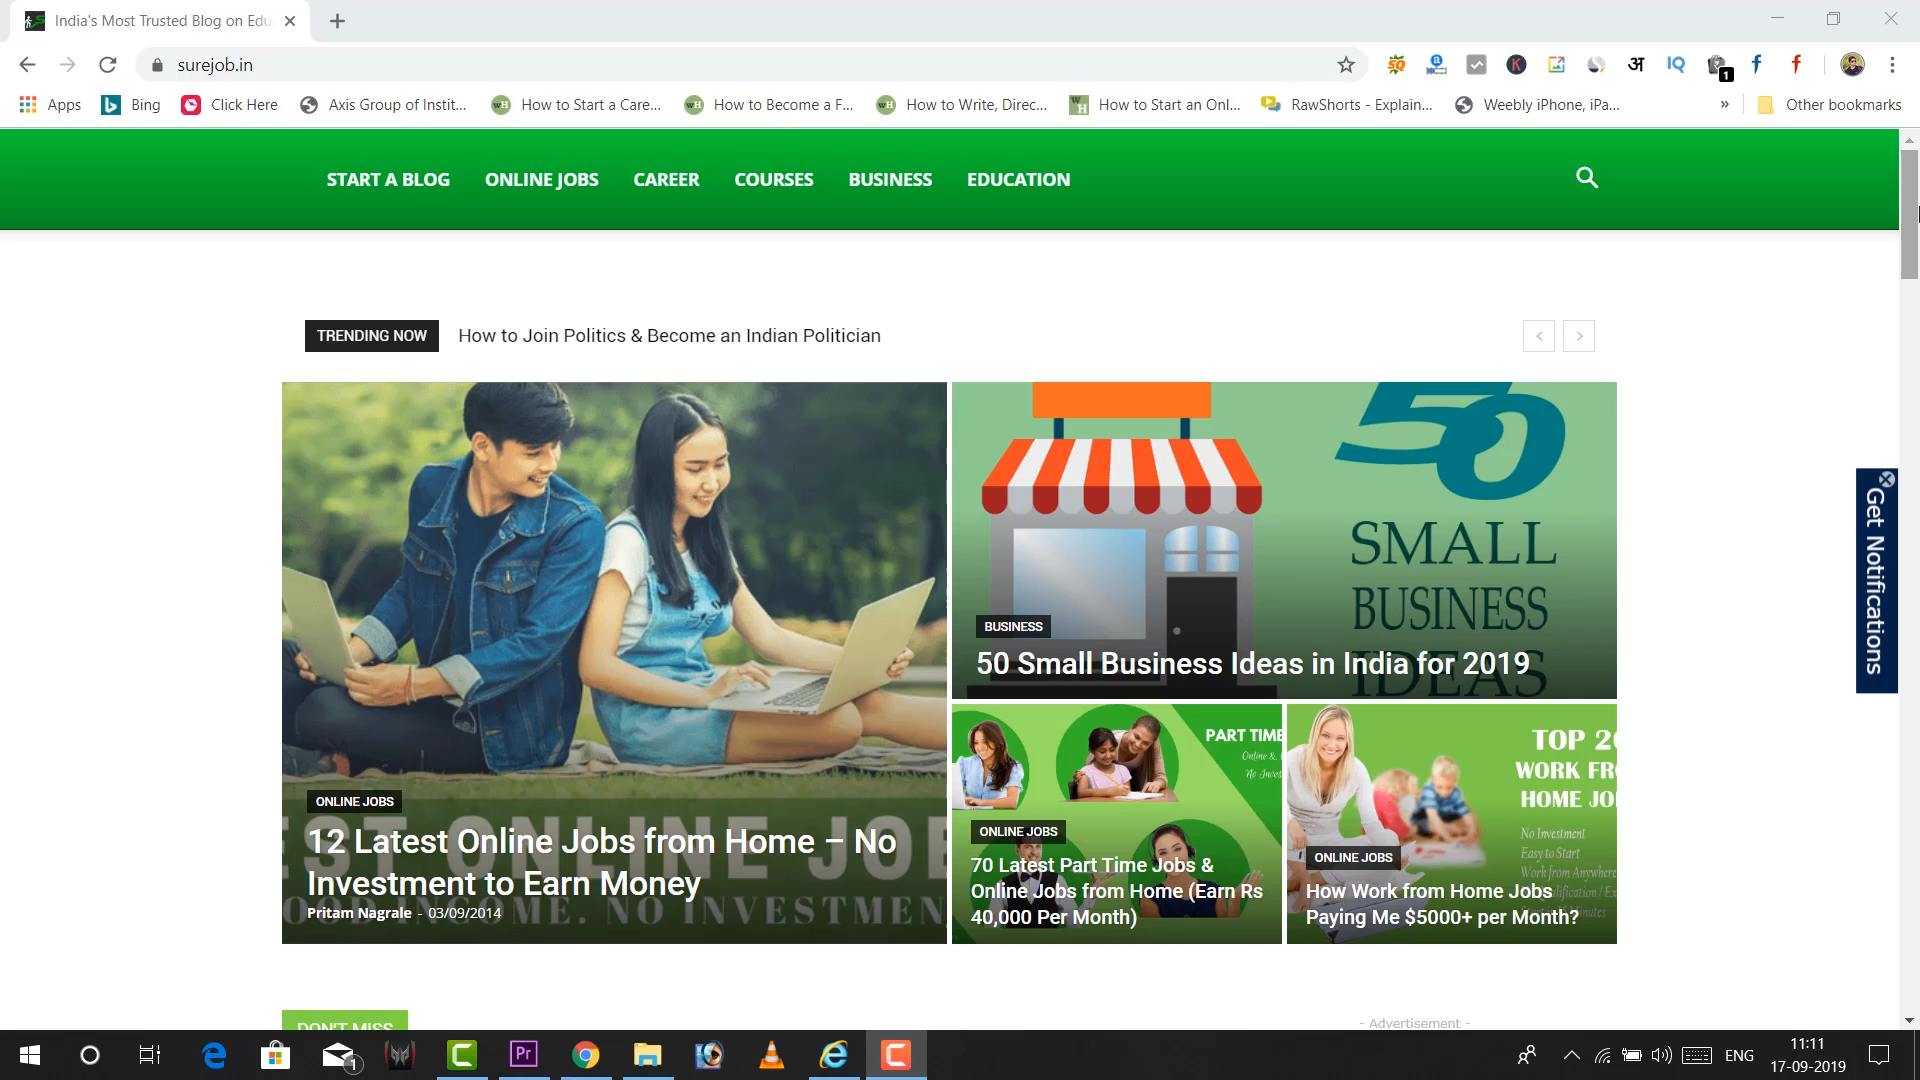 India's Most Trusted Blog on Edu
surejob.in
Apps
Bing
Click Here
Axis Group of Instit...
How to Start a Care...
How to Become a F...
How to Write, Direc...
How to Start an Onl...
RawShorts - Explain...
Weebly iPhone, iPa...
»
Other bookmarks
START A BLOG
ONLINE JOBS
CAREER
COURSES
BUSINESS
EDUCATION
TRENDING NOW
How to Join Politics & Become an Indian Politician
ONLINE JOBS
12 Latest Online Jobs from Home – No
Investment to Earn Money
Pritam Nagrale - 03/09/2014
50
SMALL
BUSINESS
IDEAS
BUSINESS
50 Small Business Ideas in India for 2019
PART TIME
Online &
ONLINE JOBS
70 Latest Part Time Jobs &
Online Jobs from Home (Earn Rs
40,000 Per Month)
TOP 20
WORK FR
HOME JO
No Investment
Easy to Start
Work from Anywhere
ONLINE JOBS
How Work from Home Jobs
Paying Me $5000+ per Month?
Get Notifications
DON'T MISS
- Advertisement -
ENG
11:11
17-09-2019